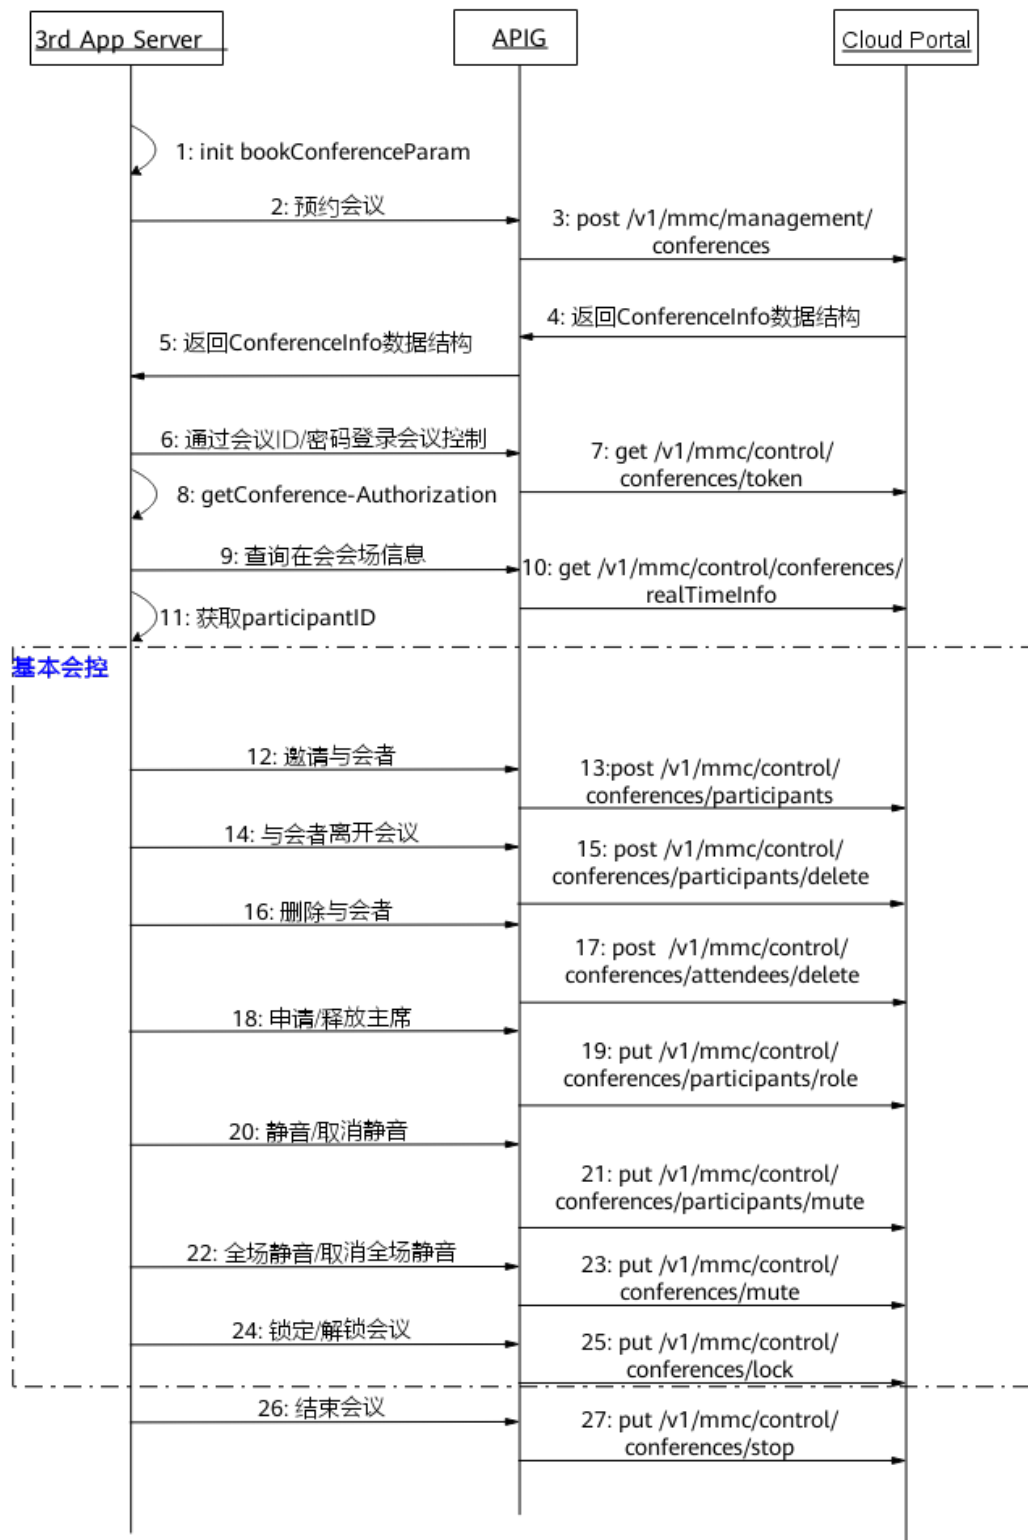 3rd App Server
APIG
Cloud Portal
1: init bookConferenceParam
2: 预约会议
3: post /v1/mmc/management/
conferences
4: 返回ConferenceInfo数据结构
5: 返回ConferenceInfo数据结构
6: 通过会议ID/密码登录会议控制
7: get /v1/mmc/control/
conferences/token
8: getConference-Authorization
9: 查询在会会场信息
10: get /v1/mmc/control/conferences/
realTimeInfo
11: 获取participantID
基本会控
12: 邀请与会者
13:post /v1/mmc/control/
conferences/participants
14: 与会者离开会议
15: post /v1/mmc/control/
conferences/participants/delete
16: 删除与会者
17: post  /v1/mmc/control/
conferences/attendees/delete
18: 申请/释放主席
19: put /v1/mmc/control/
conferences/participants/role
20: 静音/取消静音
21: put /v1/mmc/control/
conferences/participants/mute
22: 全场静音/取消全场静音
23: put /v1/mmc/control/
conferences/mute
24: 锁定/解锁会议
25: put /v1/mmc/control/
conferences/lock
26: 结束会议
27: put /v1/mmc/control/
conferences/stop